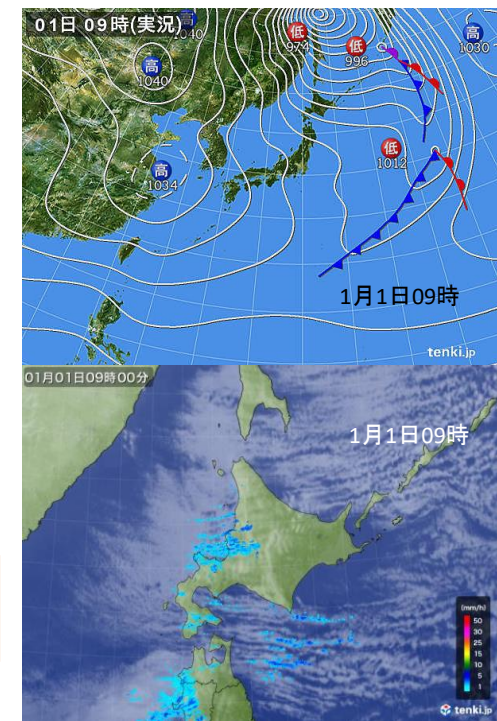 01日 09時(実況)
高
1040
高
1040
低
974
低
996
高
1030
高
1034
低
1012
1月1日09時
tenki.jp
01月01日09時00分
1月1日09時
(mm/h)
50
30
25
15
10
5
1
tenki.jp